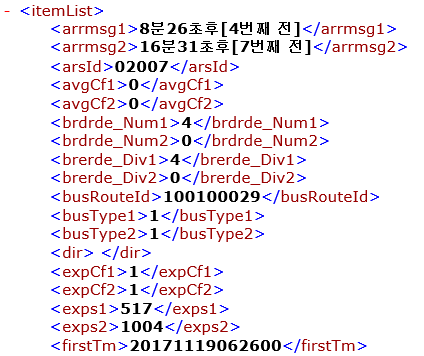 - <itemList>
<arrmsg1>8분26초후[4번째 전]</arrmsg1>
<arrmsg2>16분31초후[7번째 전]</arrmsg2>
<arsId>02007</arsId>
<avgCf1>0</avgCf1>
<avgCf2>0</avgCf2>
<brdrde_Num1>4</brdrde_Num1>
<brdrde_Num2>0</brdrde_Num2>
<brerde_Div1>4</brerde_Div1>
<brerde_Div2>0</brerde_Div2>
<busRouteId>100100029</busRouteId>
<busType1>1</busType1>
<busType2>1</busType2>
<dir> </dir>
<expCf1>1</expCf1>
<expCf2>1</expCf2>
<exps1>517</exps1>
<exps2>1004</exps2>
<firstTm>20171119062600</firstTm>